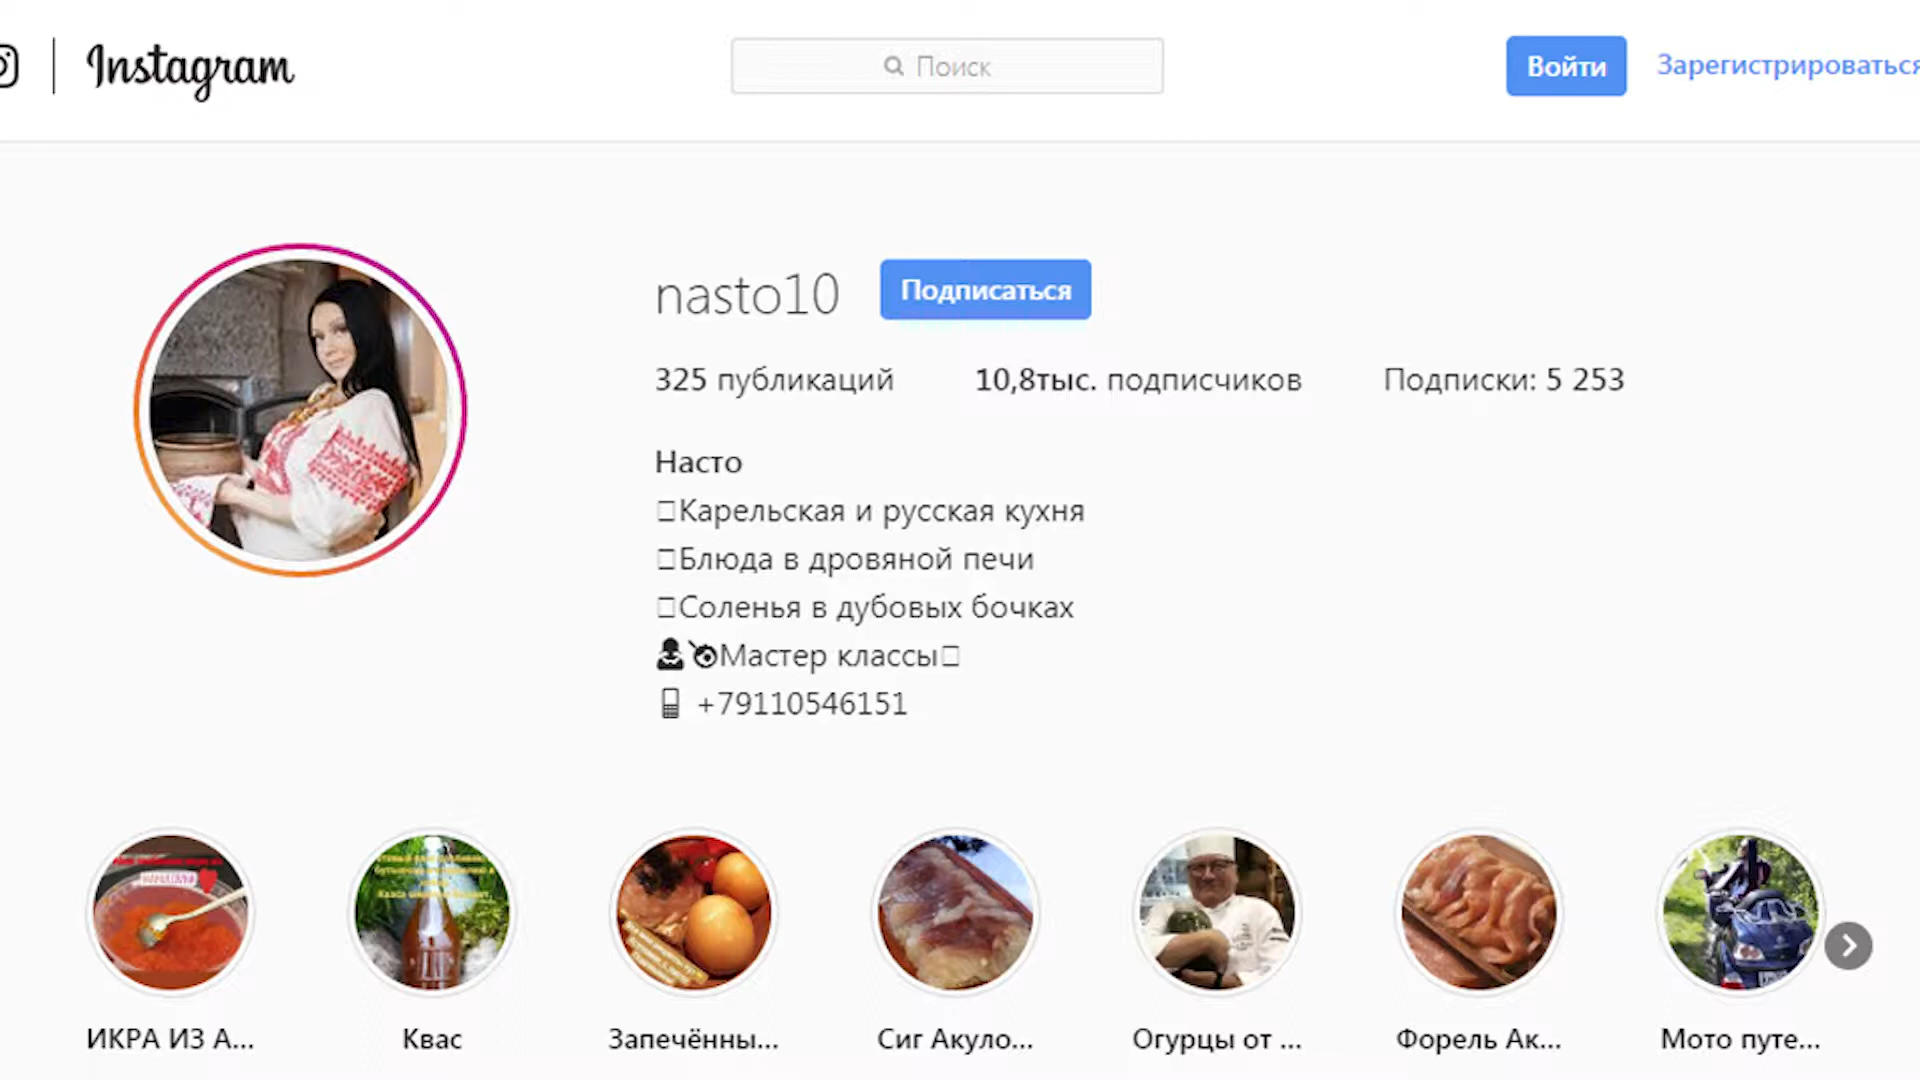 Instagram
Поиск
Войти
Зарегистрироваться
nasto10
Подписаться
325 публикаций
10,8тыс. подписчиков
Подписки: 5 253
Насто
Карельская и русская кухня
Блюда в дровяной печи
Соленья в дубовых бочках
Мастер классы
+79110546151
ИКРА ИЗ А...
Квас
Запечённы...
Сиг Акуло...
Огурцы от ...
Форель Ак...
Мото путе...